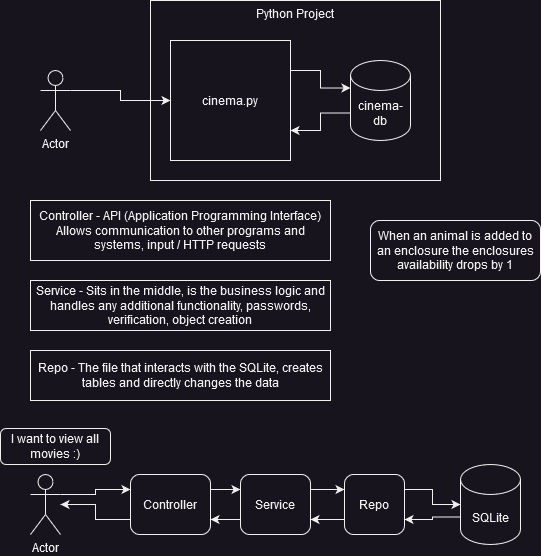 Python Project
cinema.py
cinema-
db
Actor
Controller - API (Application Programming Interface)
Allows communication to other programs and
systems, input / HTTP requests
When an animal is added to
an enclosure the enclosures
availability drops by 1
Service - Sits in the middle, is the business logic and
handles any additional functionality, passwords,
verification, object creation
Repo - The file that interacts with the SQLite, creates
tables and directly changes the data
I want to view all
movies :)
Controller
Service
Repo
SQLite
Actor